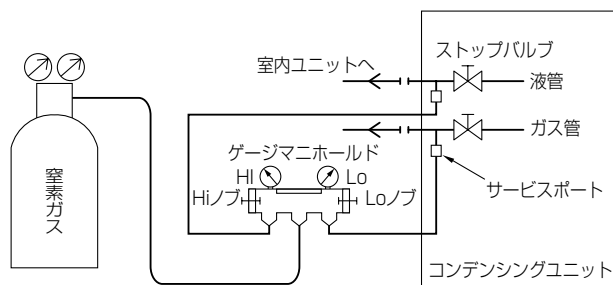 ストップバルブ
室内ユニットへ
液管
ガス管
ゲージマニホールド
HI
Lo
Hiノブ
Loノブ
サービスポート
窒素ガス
コンデンシングユニット